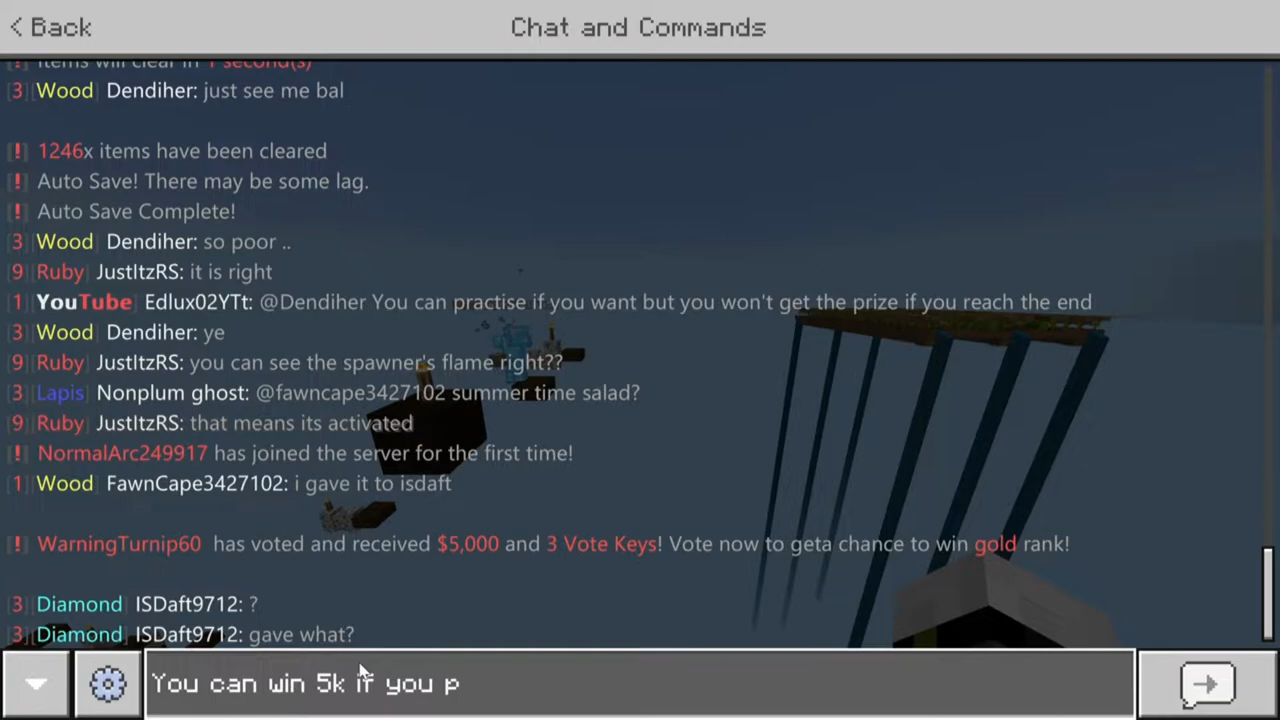 < Back
Chat and Commands
[!] Items will clear in 1 second(s)
[3][Wood] Dendiher: just see me bal
[!] 1246x items have been cleared
[!] Auto Save! There may be some lag.
[!] Auto Save Complete!
[3][Wood] Dendiher: so poor ..
[9][Ruby] JustItzRS: it is right
[1][YouTube] Edlux02YTt: @Dendiher You can practise if you want but you won't get the prize if you reach the end
[3][Wood] Dendiher: ye
[9][Ruby] JustItzRS: you can see the spawner's flame right??
[3][Lapis] Nonplum ghost: @fawncape3427102 summer time salad?
[9][Ruby] JustItzRS: that means its activated
[!] NormalArc249917 has joined the server for the first time!
[1][Wood] FawnCape3427102: i gave it to isdaft
[!] WarningTurnip60 has voted and received $5,000 and 3 Vote Keys! Vote now to geta chance to win gold rank!
[3][Diamond] ISDaft9712: ?
[3][Diamond] ISDaft9712: gave what?
You can win 5k if you p